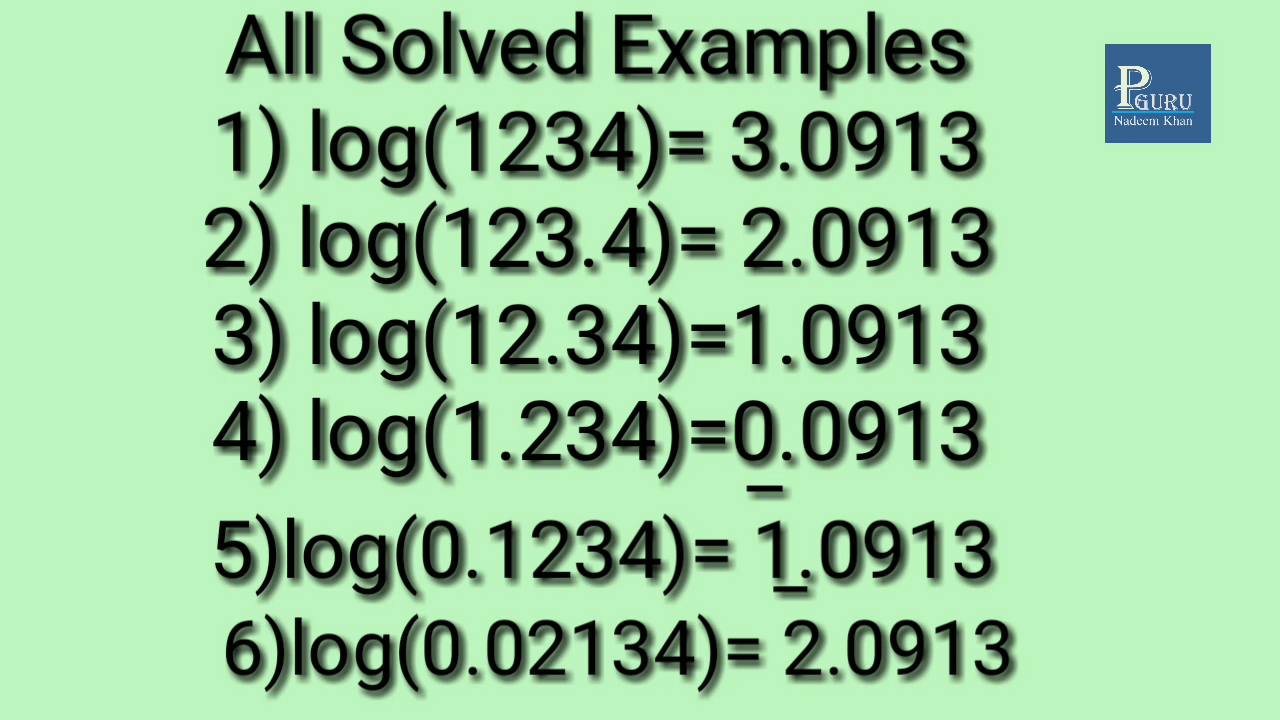 All Solved Examples
PGURU
Nadeem Khan
1) log(1234)= 3.0913
2) log(123.4)= 2.0913
3) log(12.34)=1.0913
4) log(1.234)=0.0913
5)log(0.1234)= 1̅.0913
6)log(0.02134)= 2̅.0913